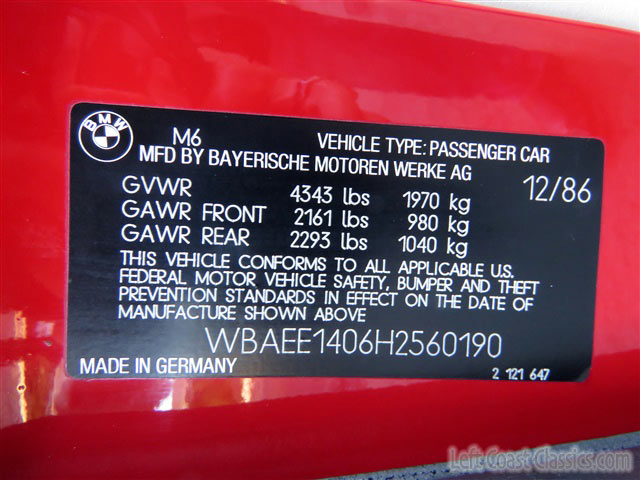 BMW
M6 VEHICLE TYPE: PASSENGER CAR
MFD BY BAYERISCHE MOTOREN WERKE AG
12/86
GVWR 4343 lbs 1970 kg
GAWR FRONT 2161 lbs 980 kg
GAWR REAR 2293 lbs 1040 kg
THIS VEHICLE CONFORMS TO ALL APPLICABLE U.S.
FEDERAL MOTOR VEHICLE SAFETY, BUMPER AND THEFT
PREVENTION STANDARDS IN EFFECT ON THE DATE OF
MANUFACTURE SHOWN ABOVE
WBAEE1406H2560190
MADE IN GERMANY 2 121 647
Left Coast Classics.com